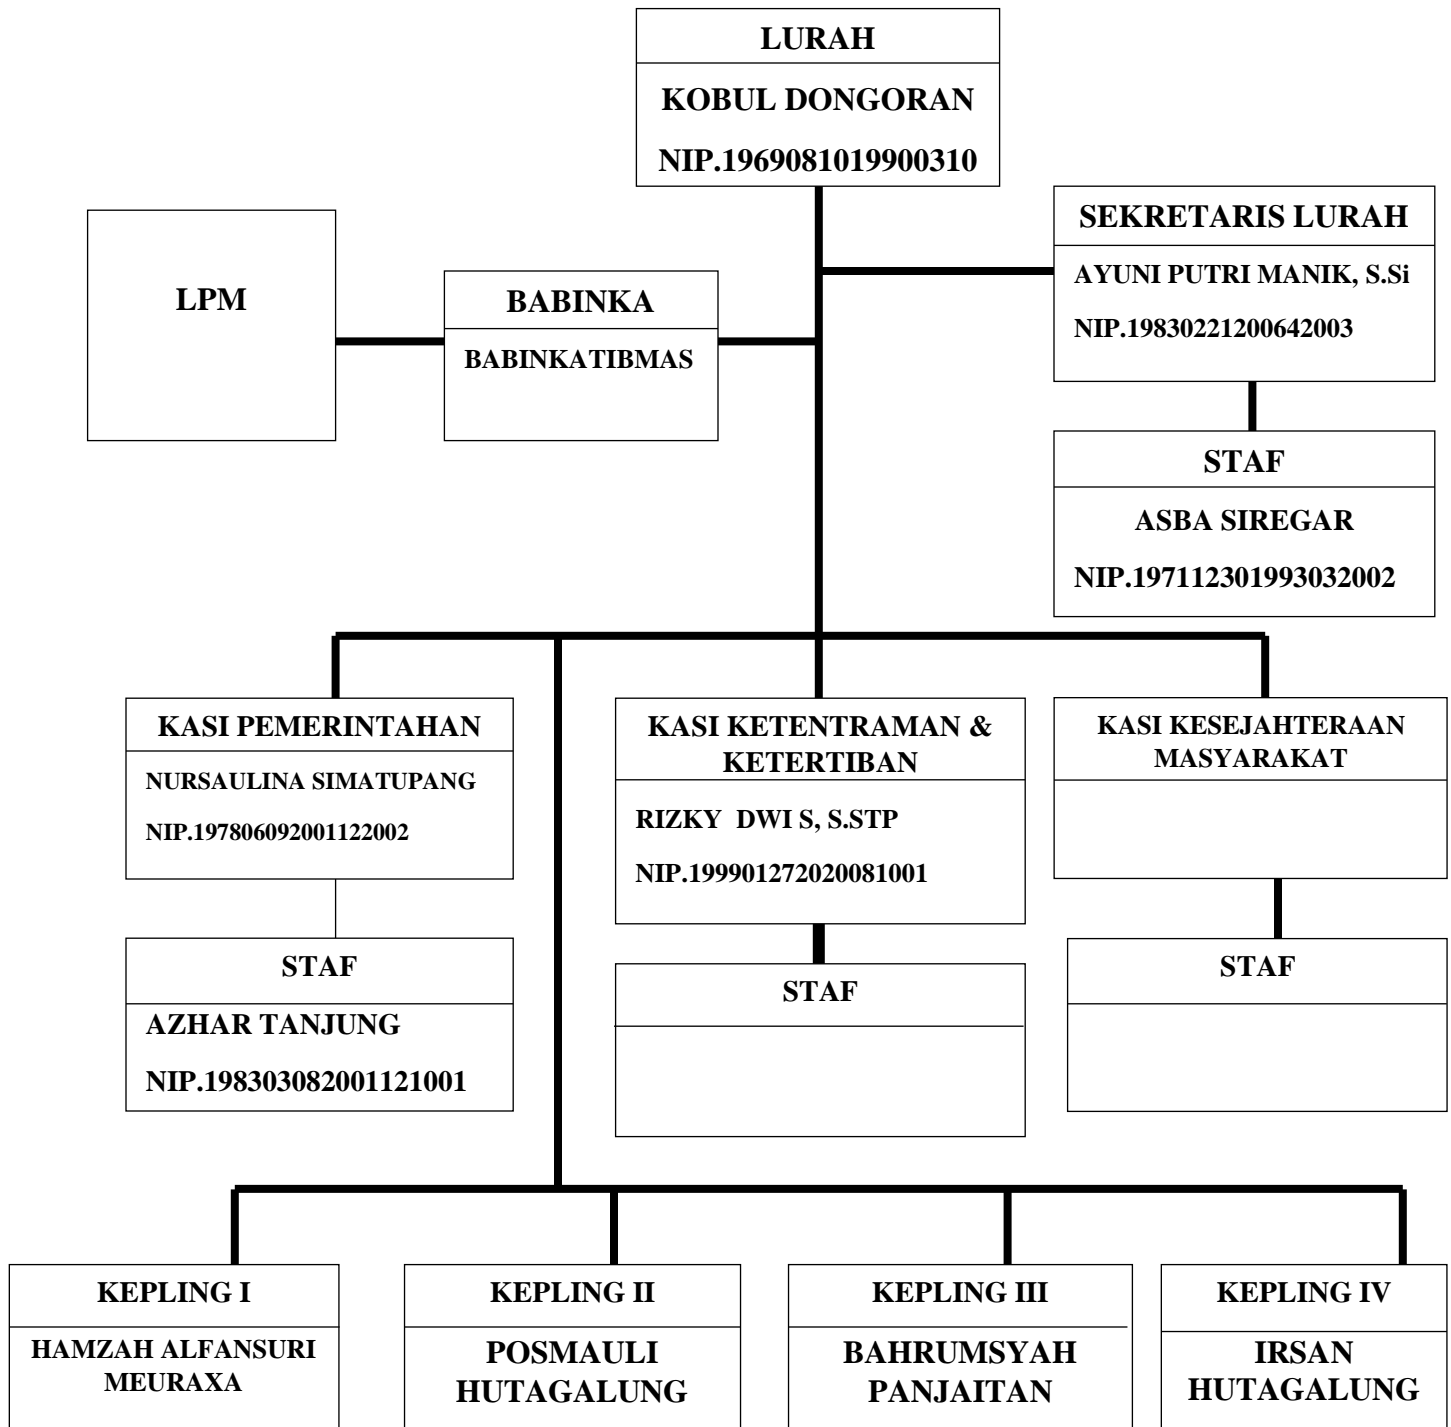 LURAH
KOBUL DONGORAN
NIP.1969081019900310
SEKRETARIS LURAH
AYUNI PUTRI MANIK, S.Si
NIP.19830221200642003
LPM
BABINKA
BABINKATIBMAS
STAF
ASBA SIREGAR
NIP.197112301993032002
KASI PEMERINTAHAN
NURSAULINA SIMATUPANG
NIP.197806092001122002
KASI KETENTRAMAN &
KETERTIBAN
RIZKY DWI S, S.STP
NIP.199901272020081001
KASI KESEJAHTERAAN
MASYARAKAT
STAF
AZHAR TANJUNG
NIP.198303082001121001
STAF
STAF
KEPLING I
HAMZAH ALFANSURI
MEURAXA
KEPLING II
POSMAULI
HUTAGALUNG
KEPLING III
BAHRUMSYAH
PANJAITAN
KEPLING IV
IRSAN
HUTAGALUNG